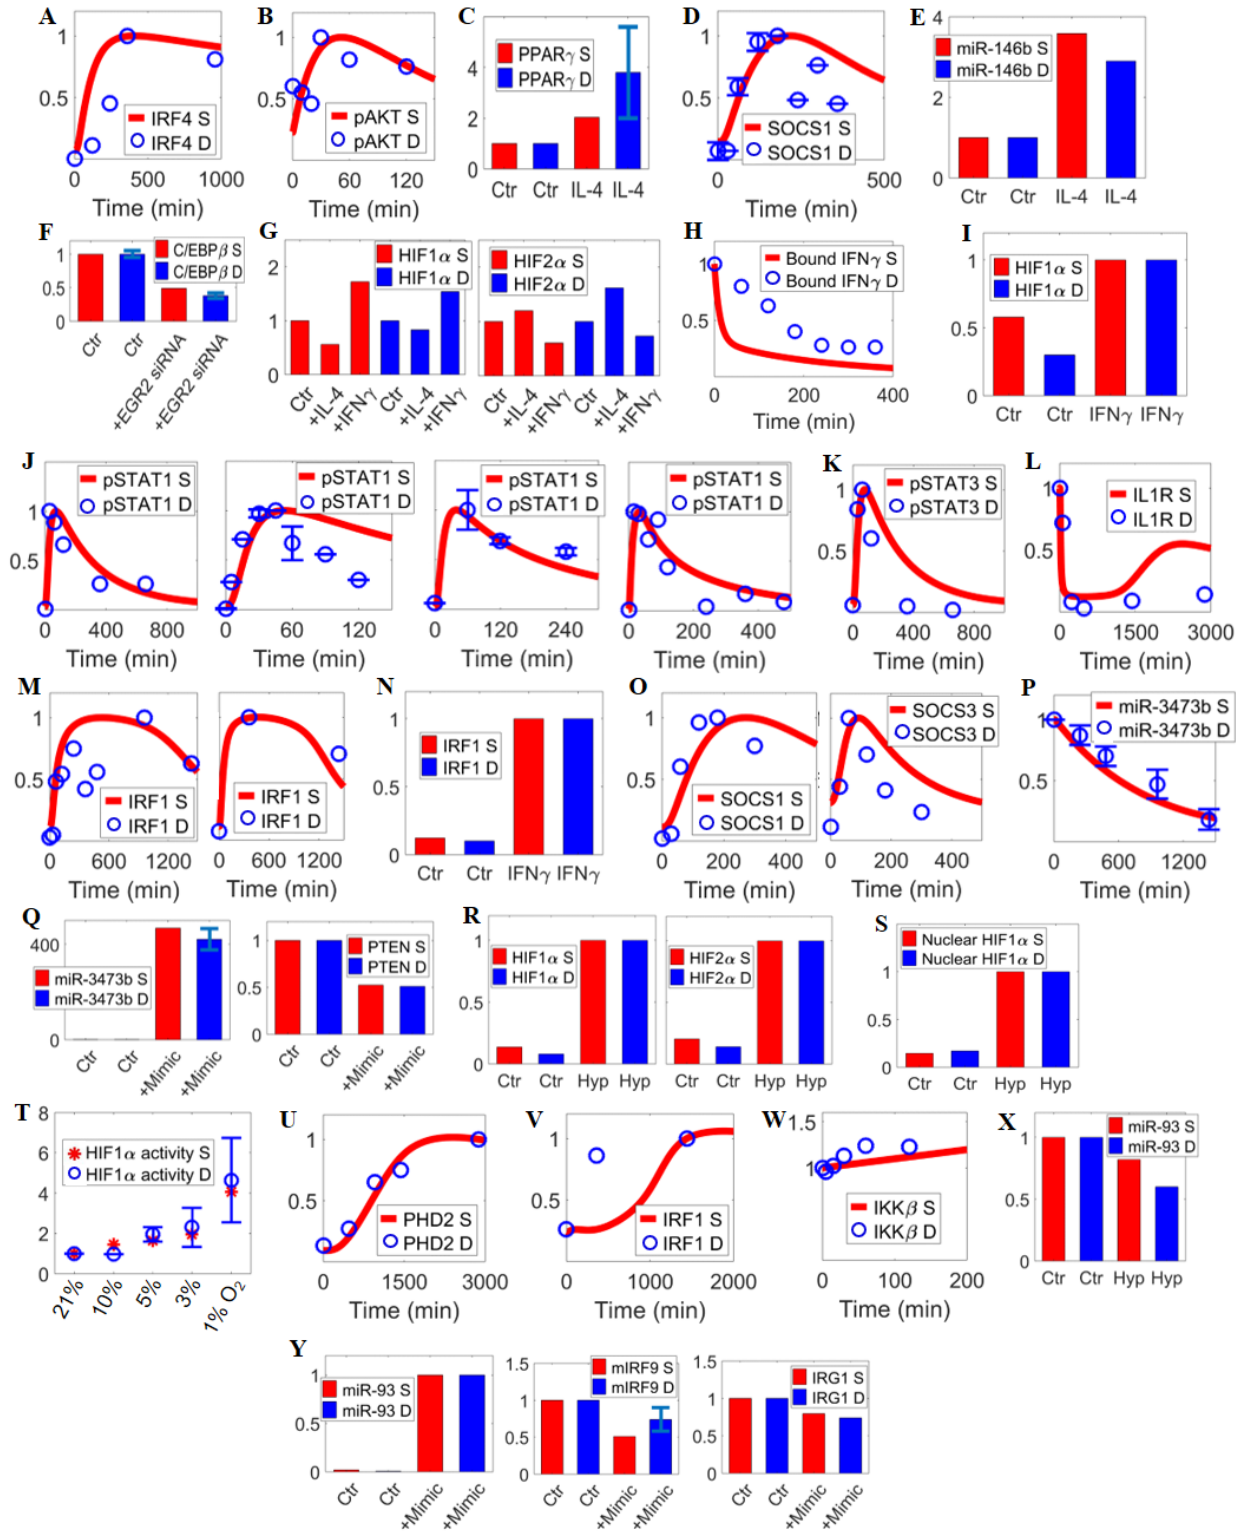 A
1
0.5
IRF4 S
IRF4 D
0 500 1000
Time (min)
B
1
0.5
pAKT S
pAKT D
0 60 120
Time (min)
C
6
4
2
0
PPARγ S
PPARγ D
Ctr Ctr IL-4 IL-4
D
1
0.5
SOCS1 S
SOCS1 D
0 500
Time (min)
E
4
2
0
miR-146b S
miR-146b D
Ctr Ctr IL-4 IL-4
F
1
0.5
0
C/EBPβ S
C/EBPβ D
Ctr
Ctr
+EGR2 siRNA
+EGR2 siRNA
G
2
1
0
HIF1α S
HIF1α D
Ctr
+IL-4
+IFNγ
Ctr
+IL-4
+IFNγ
HIF2α S
HIF2α D
Ctr
+IL-4
+IFNγ
Ctr
+IL-4
+IFNγ
H
1
0.5
Bound IFNγ S
Bound IFNγ D
0 200 400
Time (min)
I
1
0.5
0
HIF1α S
HIF1α D
Ctr Ctr IFNγ IFNγ
J
1
0.5
pSTAT1 S
pSTAT1 D
0 400 800
Time (min)
pSTAT1 S
pSTAT1 D
0 60 120
Time (min)
pSTAT1 S
pSTAT1 D
0 120 240
Time (min)
pSTAT1 S
pSTAT1 D
0 200 400
Time (min)
K
1
0.5
pSTAT3 S
pSTAT3 D
0 400 800
Time (min)
L
1
0.5
IL1R S
IL1R D
0 1500 3000
Time (min)
M
1
0.5
IRF1 S
IRF1 D
0 600 1200
Time (min)
IRF1 S
IRF1 D
0 600 1200
Time (min)
N
1
0.5
0
IRF1 S
IRF1 D
Ctr Ctr IFNγ IFNγ
O
1
0.5
SOCS1 S
SOCS1 D
0 200 400
Time (min)
SOCS3 S
SOCS3 D
0 200 400
Time (min)
P
1
0.5
miR-3473b S
miR-3473b D
0 600 1200
Time (min)
Q
400
0
miR-3473b S
miR-3473b D
Ctr
Ctr
+Mimic
+Mimic
1
0.5
0
PTEN S
PTEN D
Ctr
Ctr
+Mimic
+Mimic
R
1
0.5
0
HIF1α S
HIF1α D
Ctr Ctr Hyp Hyp
HIF2α S
HIF2α D
Ctr Ctr Hyp Hyp
S
1
0.5
0
Nuclear HIF1α S
Nuclear HIF1α D
Ctr Ctr Hyp Hyp
T
8
6
4
2
0
HIF1α activity S
HIF1α activity D
21%
10%
5%
3%
1% O₂
U
1
0.5
PHD2 S
PHD2 D
0 1500 3000
Time (min)
V
1
0.5
IRF1 S
IRF1 D
0 1000 2000
Time (min)
W
1.5
1
IKKβ S
IKKβ D
0 100 200
Time (min)
X
1
0.5
0
miR-93 S
miR-93 D
Ctr Ctr Hyp Hyp
Y
1
0.5
0
miR-93 S
miR-93 D
Ctr
Ctr
+Mimic
+Mimic
1.5
1
0.5
0
mIRF9 S
mIRF9 D
Ctr
Ctr
+Mimic
+Mimic
1.5
1
0.5
0
IRG1 S
IRG1 D
Ctr
Ctr
+Mimic
+Mimic